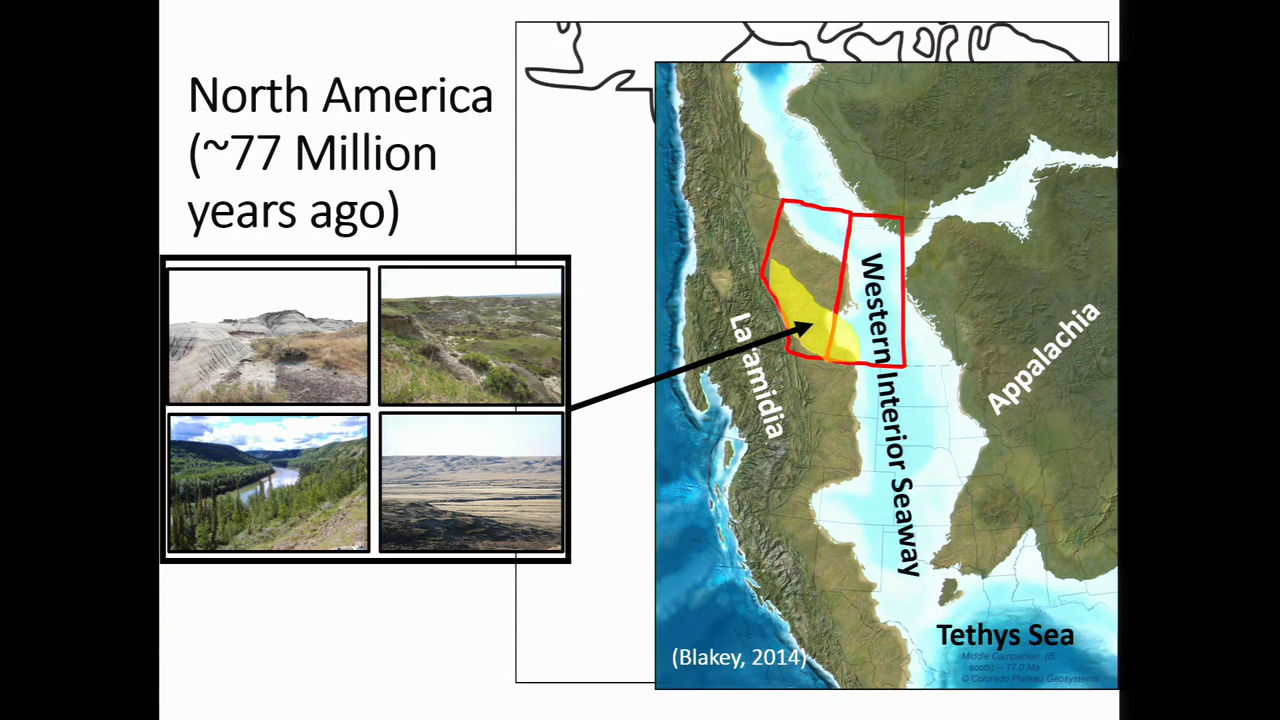 North America
(~77 Million
years ago)
Laramidia
Western Interior Seaway
Appalachia
Tethys Sea
(Blakey, 2014)
Middle Campanian (B.
scotti) – 77.0 Ma
© Colorado Plateau Geosystems